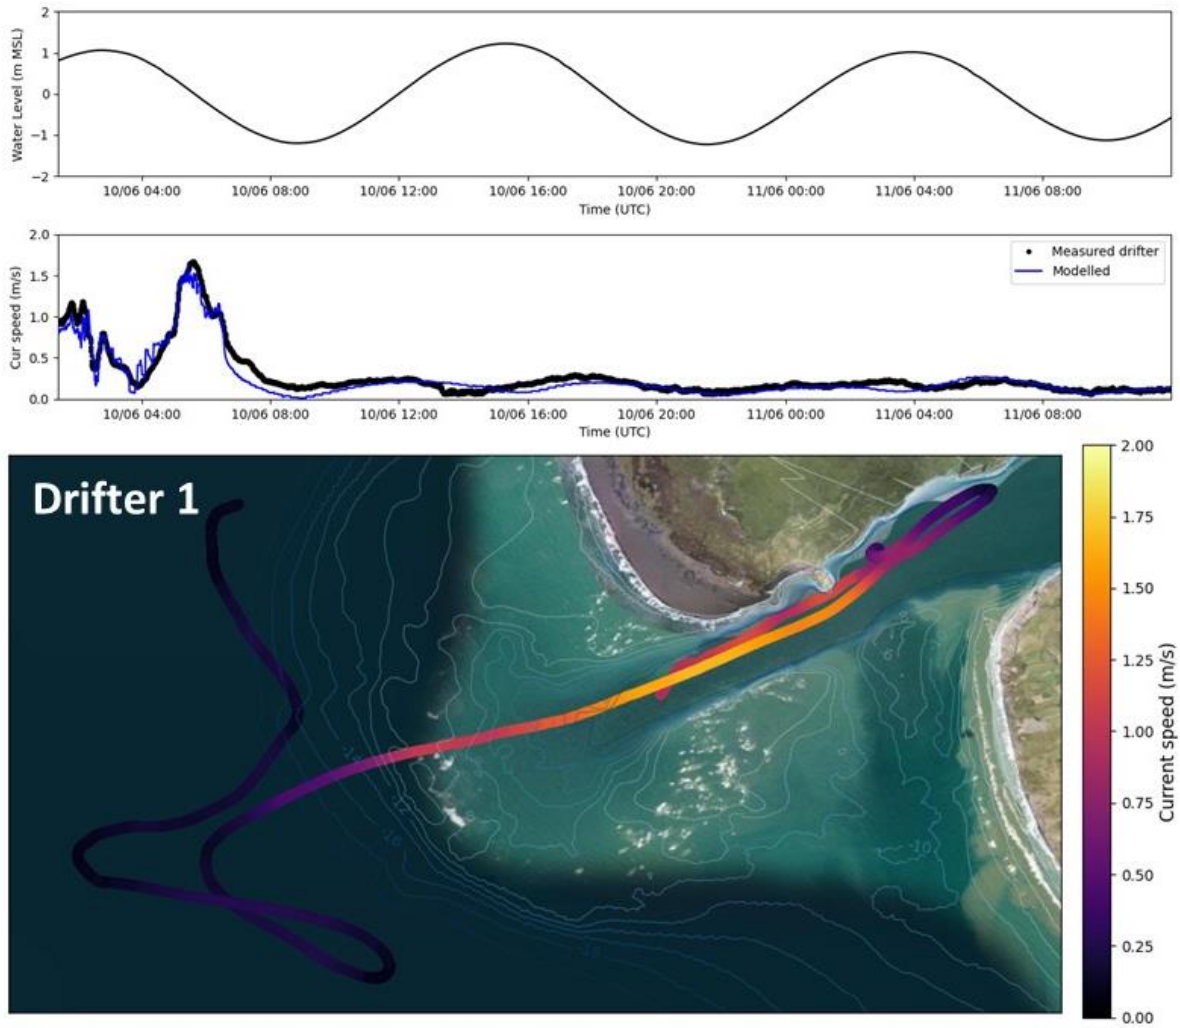 2
1
0
−1
−2
Water Level (m MSL)
10/06 04:00 10/06 08:00 10/06 12:00 10/06 16:00 10/06 20:00 11/06 00:00 11/06 04:00 11/06 08:00
Time (UTC)
2.0
1.5
1.0
0.5
0.0
Cur speed (m/s)
Measured drifter
Modelled
10/06 04:00 10/06 08:00 10/06 12:00 10/06 16:00 10/06 20:00 11/06 00:00 11/06 04:00 11/06 08:00
Time (UTC)
Drifter 1
2.00
1.75
1.50
1.25
1.00
0.75
0.50
0.25
0.00
Current speed (m/s)